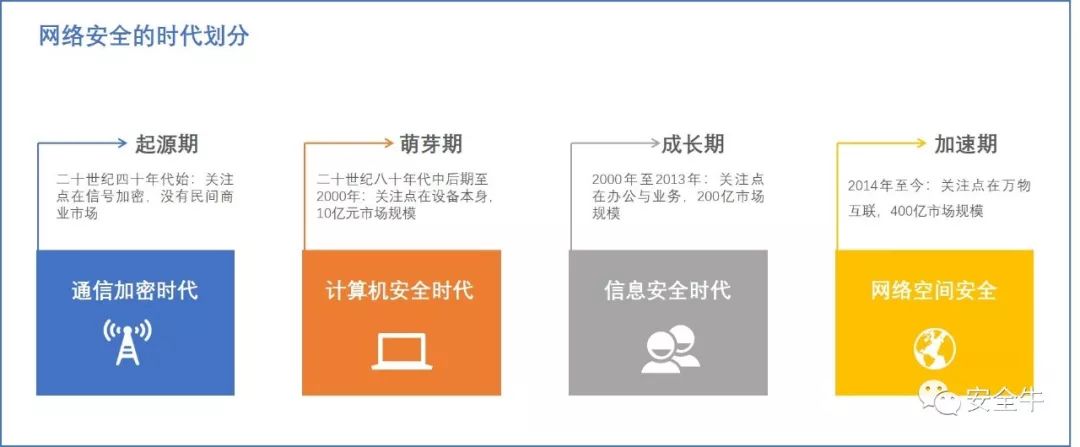 网络安全的时代划分
起源期
二十世纪四十年代始：关注
点在信号加密，没有民间商
业市场
通信加密时代
萌芽期
二十世纪八十年代中后期至
2000年：关注点在设备本身，
10亿元市场规模
计算机安全时代
成长期
2000年至2013年：关注点
在办公与业务，200亿市场
规模
信息安全时代
加速期
2014年至今：关注点在万物
互联，400亿市场规模
网络空间安全
安全牛